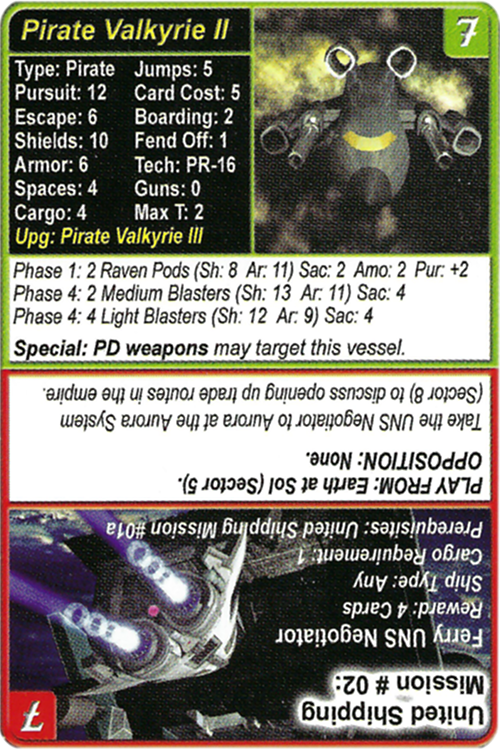 Pirate Valkyrie II
7
Type: Pirate Jumps: 5
Pursuit: 12 Card Cost: 5
Escape: 6 Boarding: 2
Shields: 10 Fend Off: 1
Armor: 6 Tech: PR-16
Spaces: 4 Guns: 0
Cargo: 4 Max T: 2
Upg: Pirate Valkyrie III
Phase 1: 2 Raven Pods (Sh: 8 Ar: 11) Sac: 2 Amo: 2 Pur: +2
Phase 4: 2 Medium Blasters (Sh: 13 Ar: 11) Sac: 4
Phase 4: 4 Light Blasters (Sh: 12 Ar: 9) Sac: 4
Special: PD weapons may target this vessel.
United Shipping
Mission # 02:
7
Ferry UNS Negotiator
Reward: 4 Cards
Ship Type: Any
Cargo Requirement: 1
Prerequisites: United Shipping Mission #01a
PLAY FROM: Earth at Sol (Sector 5).
OPPOSITION: None.
Take the UNS Negotiator to Aurora at the Aurora System
(Sector 8) to discuss opening up trade routes in the empire.